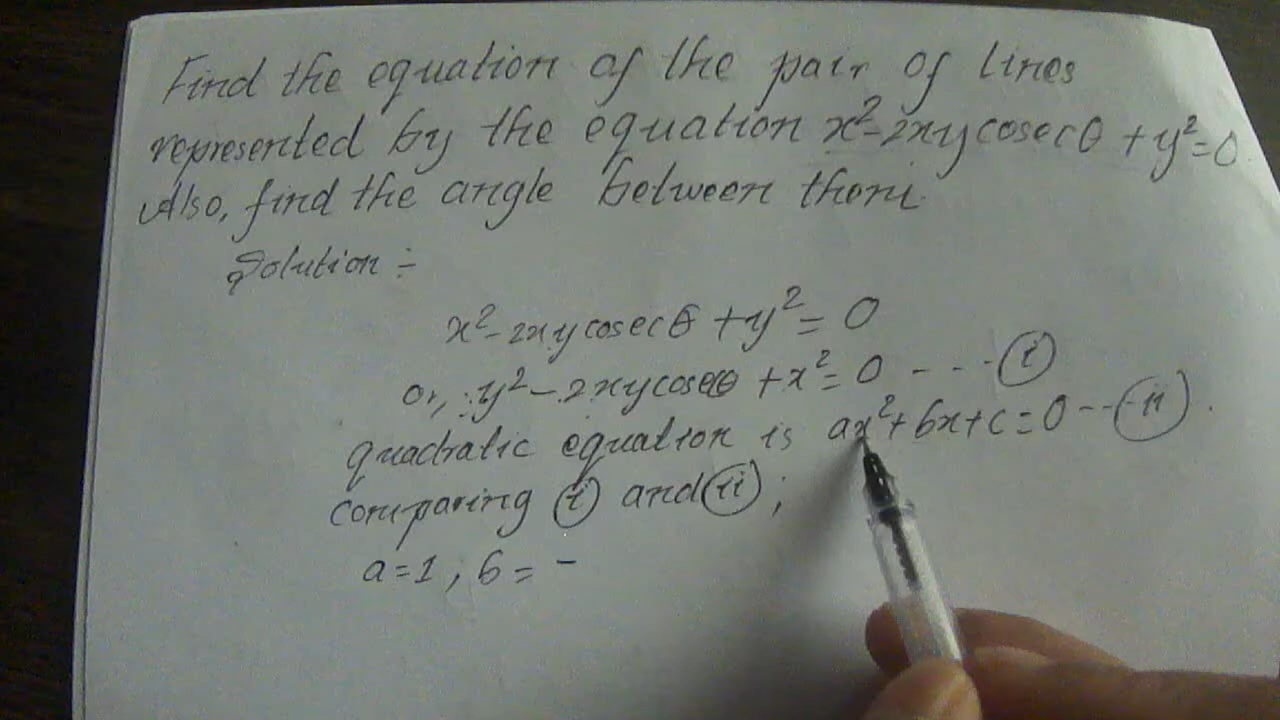 Find the equation of the pair of lines
represented by the equation x²-2xycosecθ+y²=0.
Also, find the angle between them.
Solution :-
x²-2xycosecθ+y²=0
or, y²-2xycosecθ+x²=0 --- (i)
quadratic equation is ax²+bx+c=0 --- (ii).
comparing (i) and (ii);
a=1, b= -